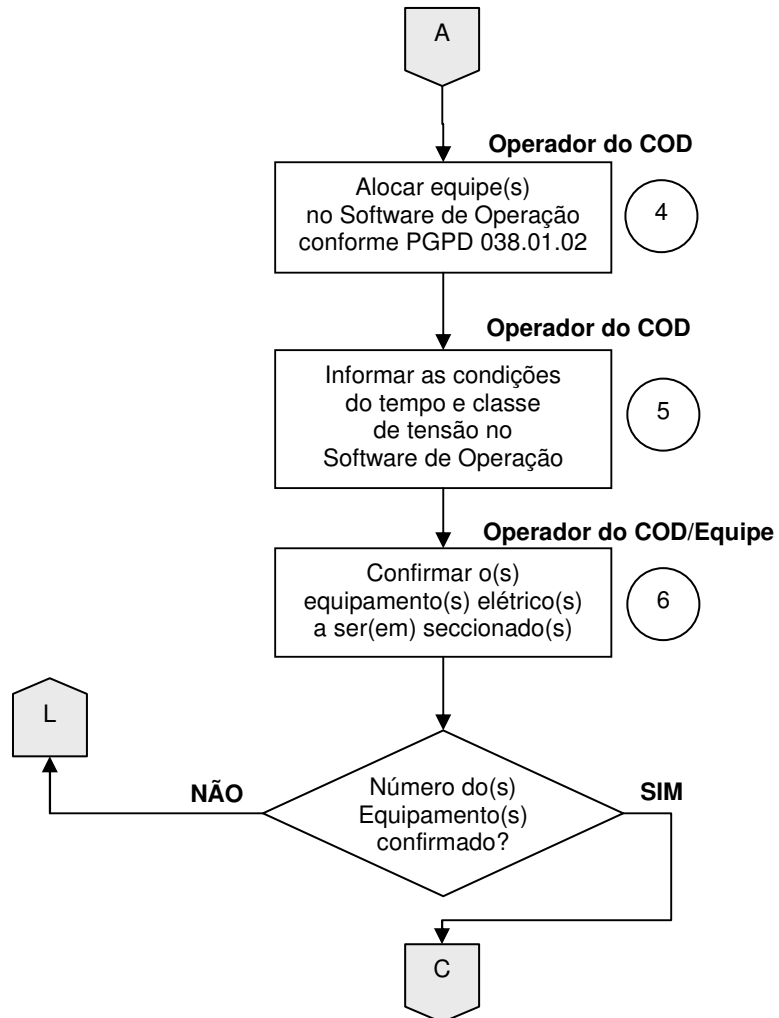 A
Operador do COD
Alocar equipe(s)
no Software de Operação
conforme PGPD 038.01.02
4
Operador do COD
Informar as condições
do tempo e classe
de tensão no
Software de Operação
5
Operador do COD/Equipe
Confirmar o(s)
equipamento(s) elétrico(s)
a ser(em) seccionado(s)
6
L
NÃO
Número do(s)
Equipamento(s)
confirmado?
SIM
C